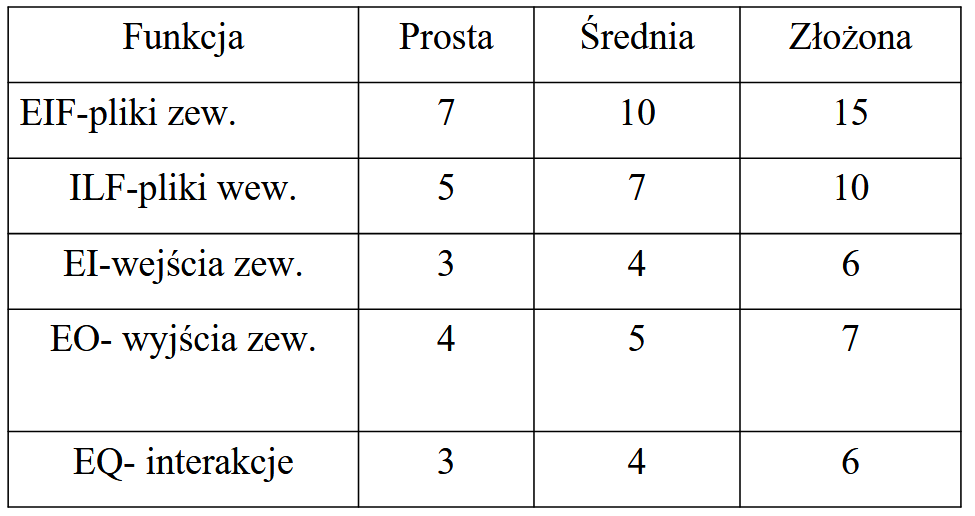 Funkcja Prosta Średnia Złożona
EIF-pliki zew. 7 10 15
ILF-pliki wew. 5 7 10
EI-wejścia zew. 3 4 6
EO- wyjścia zew. 4 5 7
EQ- interakcje 3 4 6